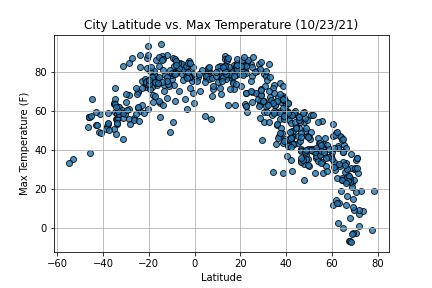 City Latitude vs. Max Temperature (10/23/21)
Max Temperature (F)
80
60
40
20
0
−60 −40 −20 0 20 40 60 80
Latitude